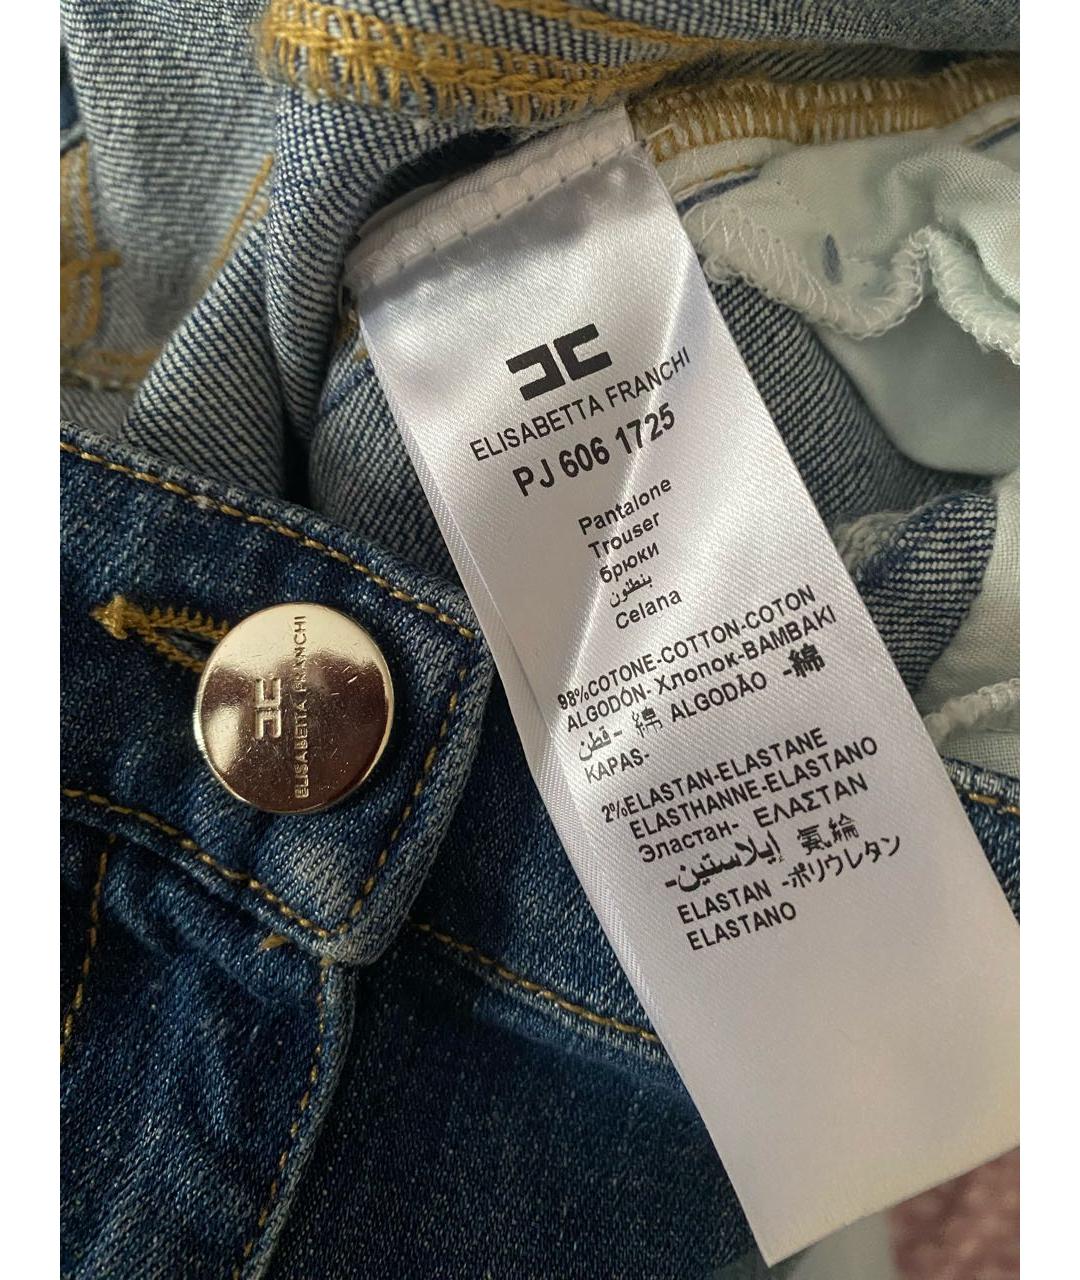 ELISABETTA FRANCHI
PJ 606 1725
Pantalone
Trouser
брюки
بنطلون
Celana
98%COTONE-COTTON-COTON
ALGODÓN- Хлопок-BAMBAKI
قطن - 綿 ALGODÃO -綿
KAPAS-
2%ELASTAN-ELASTANE
ELASTHANNE-ELASTANO
Эластан- ΕΛΑΣΤΑΝ
-إيلاستين 氨綸
ELASTAN -ポリウレタン
ELASTANO
ELISABETTA FRANCHI